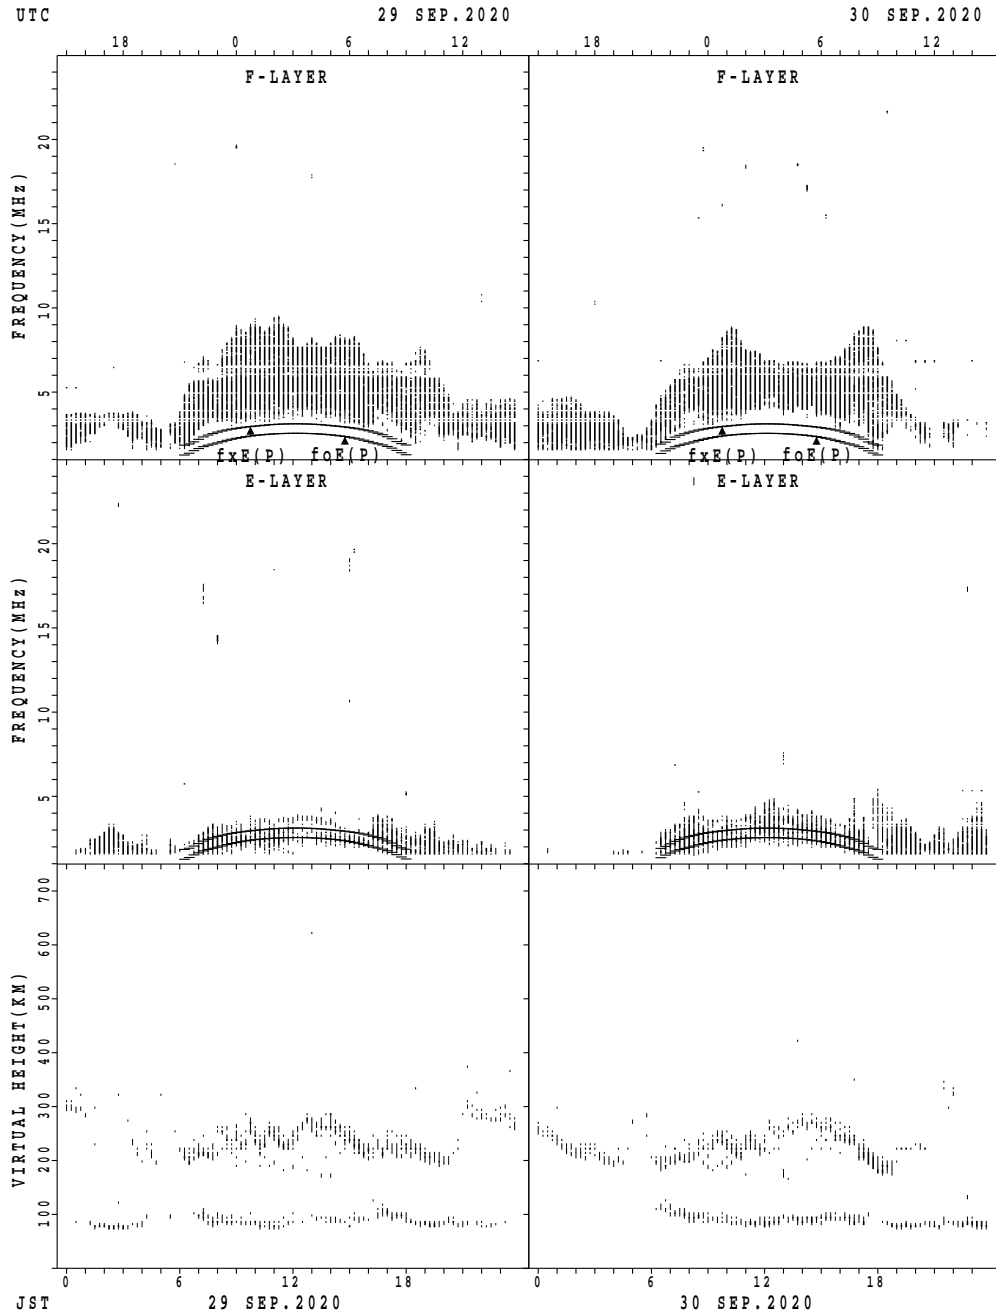 UTC 29 SEP.2020 30 SEP.2020
18 0 6 12 18 0 6 12
F-LAYER F-LAYER
FREQUENCY(MHz)
20
15
10
5
fxE(P) foE(P) fxE(P) foE(P)
E-LAYER E-LAYER
FREQUENCY(MHz)
20
15
10
5
VIRTUAL HEIGHT(KM)
700
600
500
400
300
200
100
0 6 12 18 0 6 12 18
JST 29 SEP.2020 30 SEP.2020